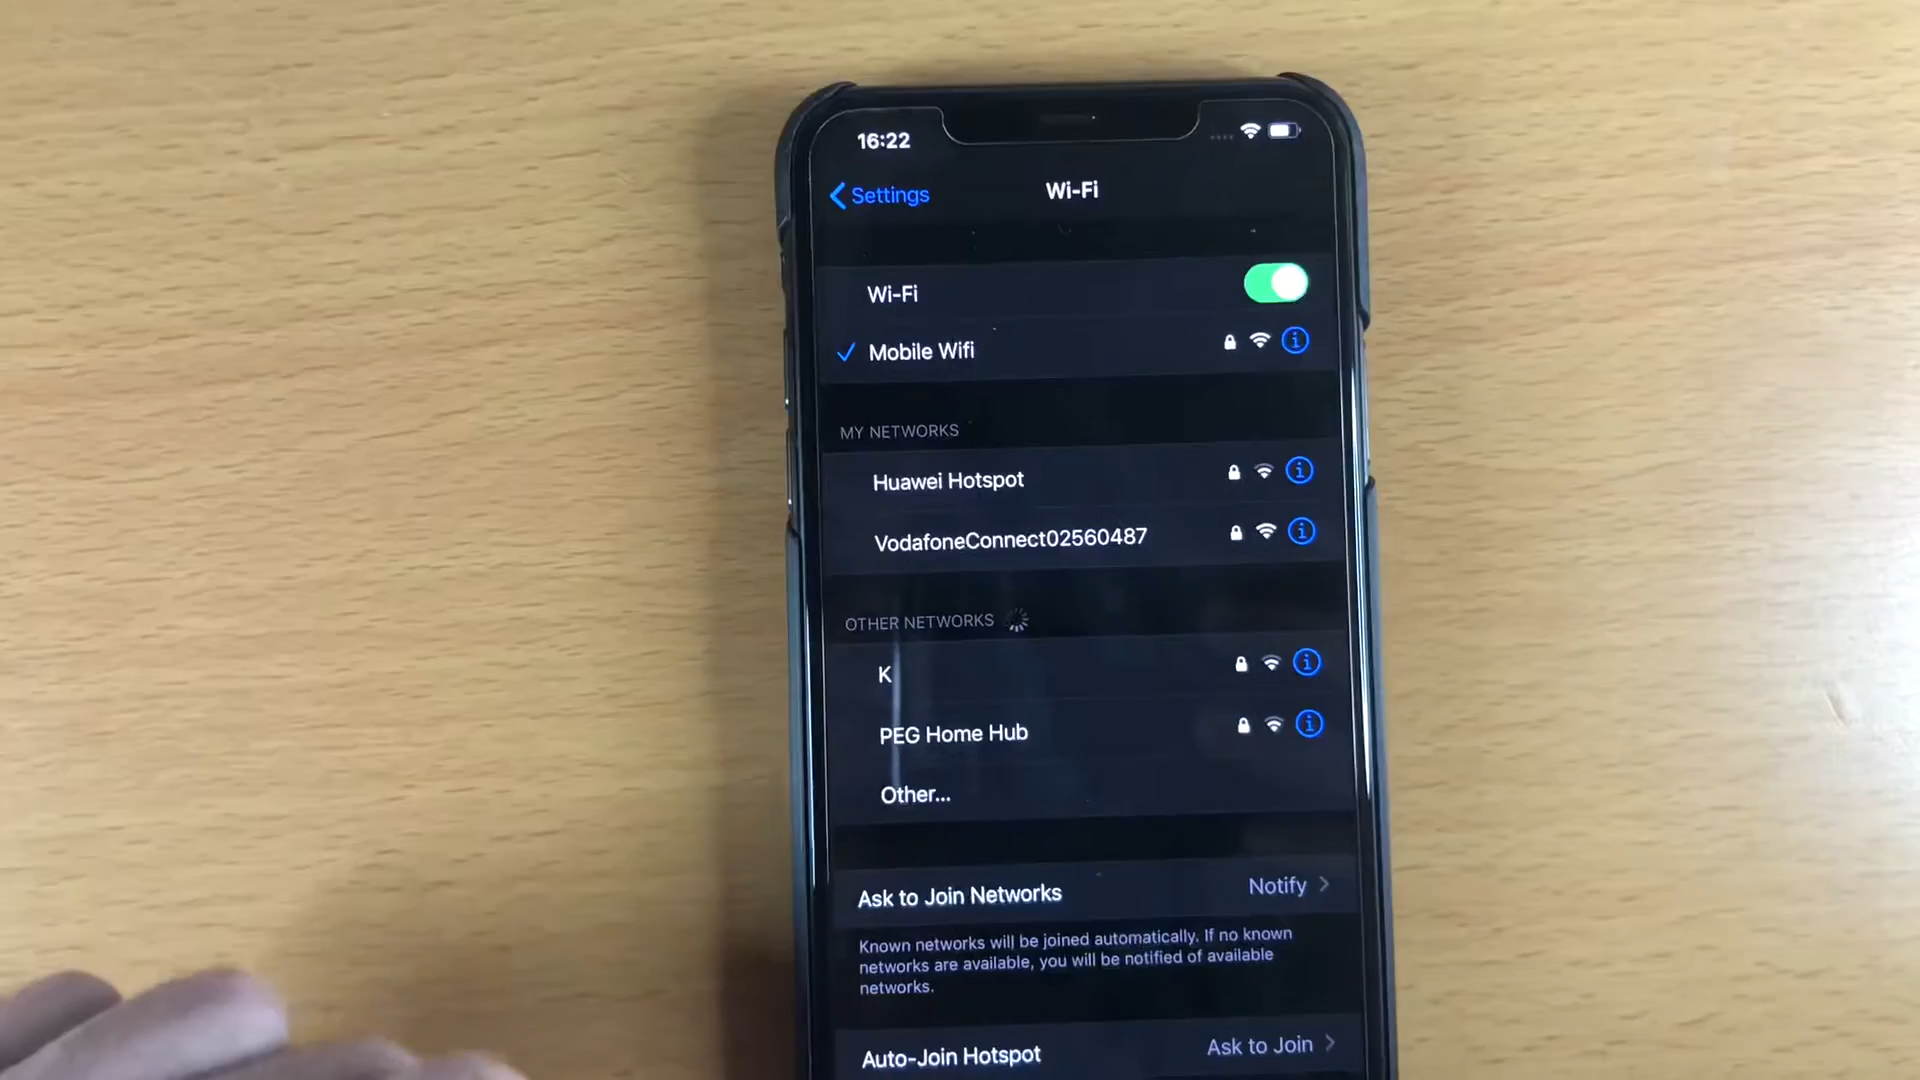 16:22
Settings
Wi-Fi
Wi-Fi
Mobile Wifi
MY NETWORKS
Huawei Hotspot
VodafoneConnect02560487
OTHER NETWORKS
K
PEG Home Hub
Other...
Ask to Join Networks Notify
Known networks will be joined automatically. If no known
networks are available, you will be notified of available
networks.
Auto-Join Hotspot Ask to Join